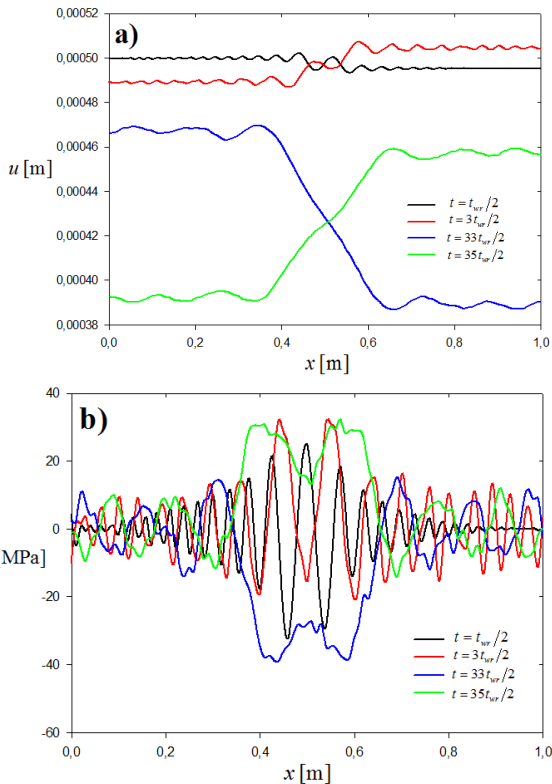 a)
0,00050
0,00048
0,00046
0,00044
0,00042
0,00040
0,00038
u [m]
t = t_wr/2
t = 3t_wr/2
t = 33t_wr/2
t = 35t_wr/2
0,0 0,2 0,4 0,6 0,8 1,0
x [m]
b)
40
20
0
-20
-40
-60
[MPa]
t = t_wr/2
t = 3t_wr/2
t = 33t_wr/2
t = 35t_wr/2
0,0 0,2 0,4 0,6 0,8 1,0
x [m]